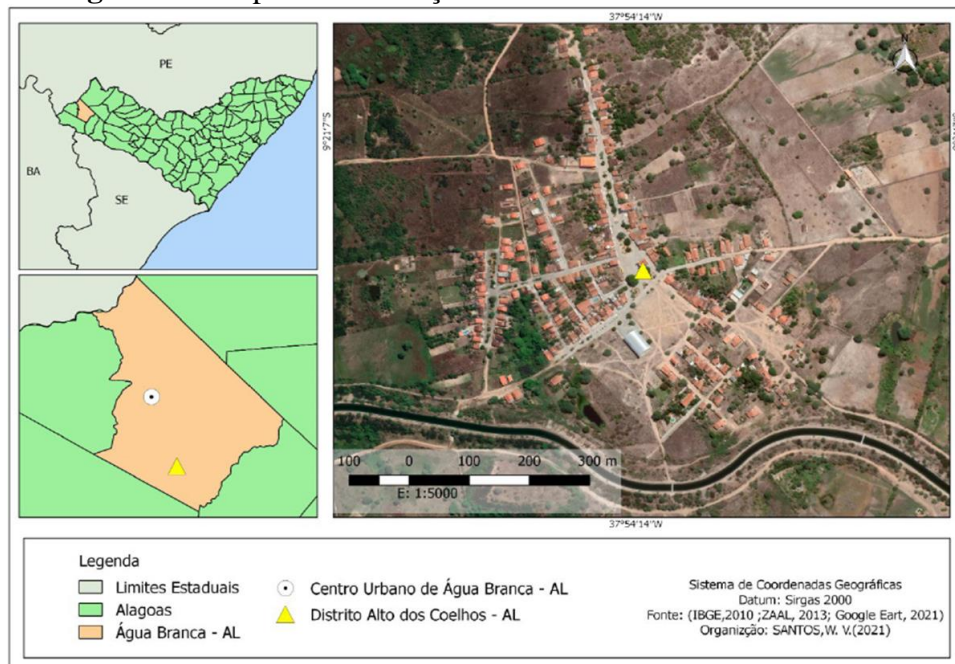 37°54'14"W
PE
BA
SE
9°21'7"S
N
100 0 100 200 300 m
E: 1:5000
37°54'14"W
Legenda
Limites Estaduais
Alagoas
Água Branca - AL
Centro Urbano de Água Branca - AL
Distrito Alto dos Coelhos - AL
Sistema de Coordenadas Geográficas
Datum: Sirgas 2000
Fonte: (IBGE,2010 ;ZAAL, 2013; Google Eart, 2021)
Organizção: SANTOS,W. V.(2021)